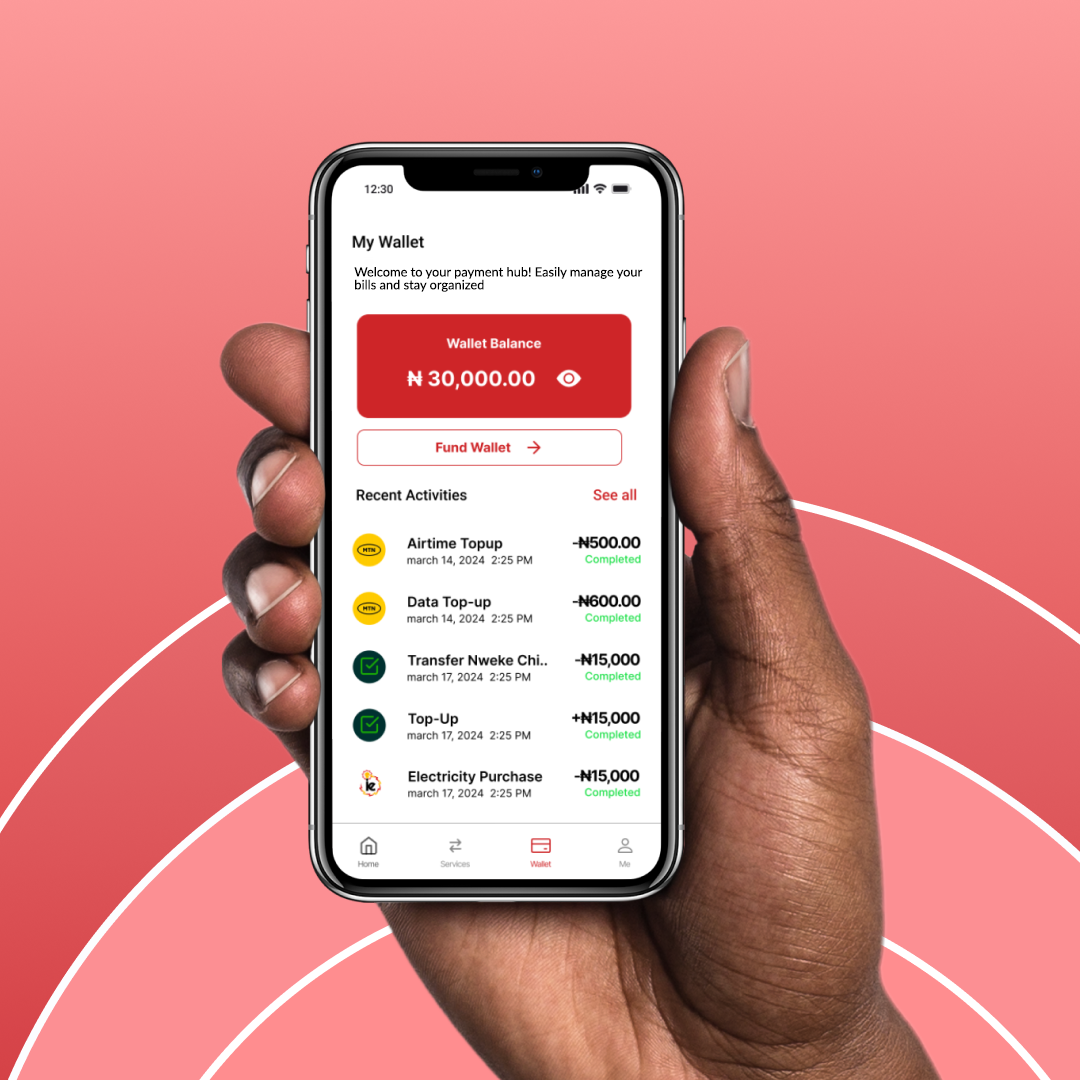 12:30
My Wallet
Welcome to your payment hub! Easily manage your
bills and stay organized
Wallet Balance
₦ 30,000.00
Fund Wallet →
Recent Activities
See all
MTN
Airtime Topup
-₦500.00
march 14, 2024 2:25 PM
Completed
MTN
Data Top-up
-₦600.00
march 14, 2024 2:25 PM
Completed
Transfer Nweke Chi..
-₦15,000
march 17, 2024 2:25 PM
Completed
Top-Up
+₦15,000
march 17, 2024 2:25 PM
Completed
ie
Electricity Purchase
-₦15,000
march 17, 2024 2:25 PM
Completed
Home
Services
Wallet
Me